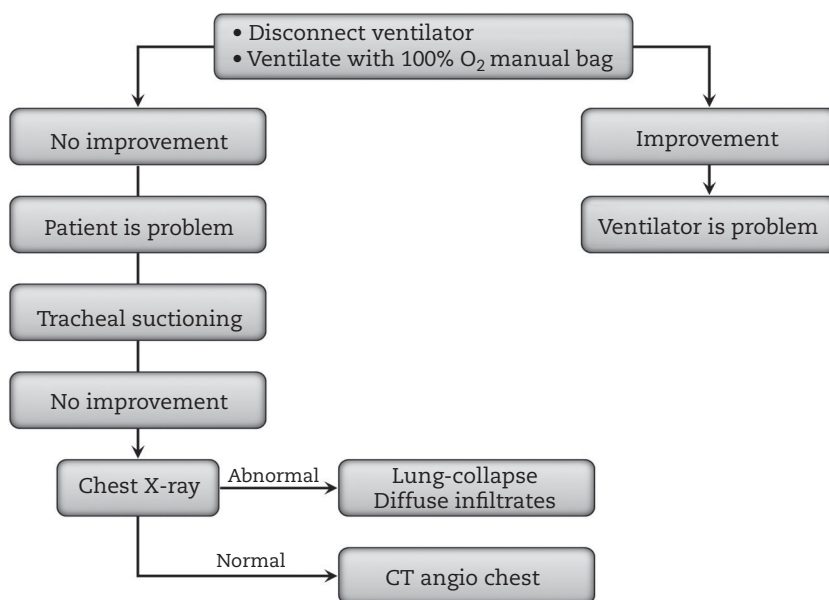 • Disconnect ventilator
• Ventilate with 100% O₂ manual bag
No improvement
Improvement
Patient is problem
Ventilator is problem
Tracheal suctioning
No improvement
Chest X-ray
Abnormal
Lung-collapse
Diffuse infiltrates
Normal
CT angio chest